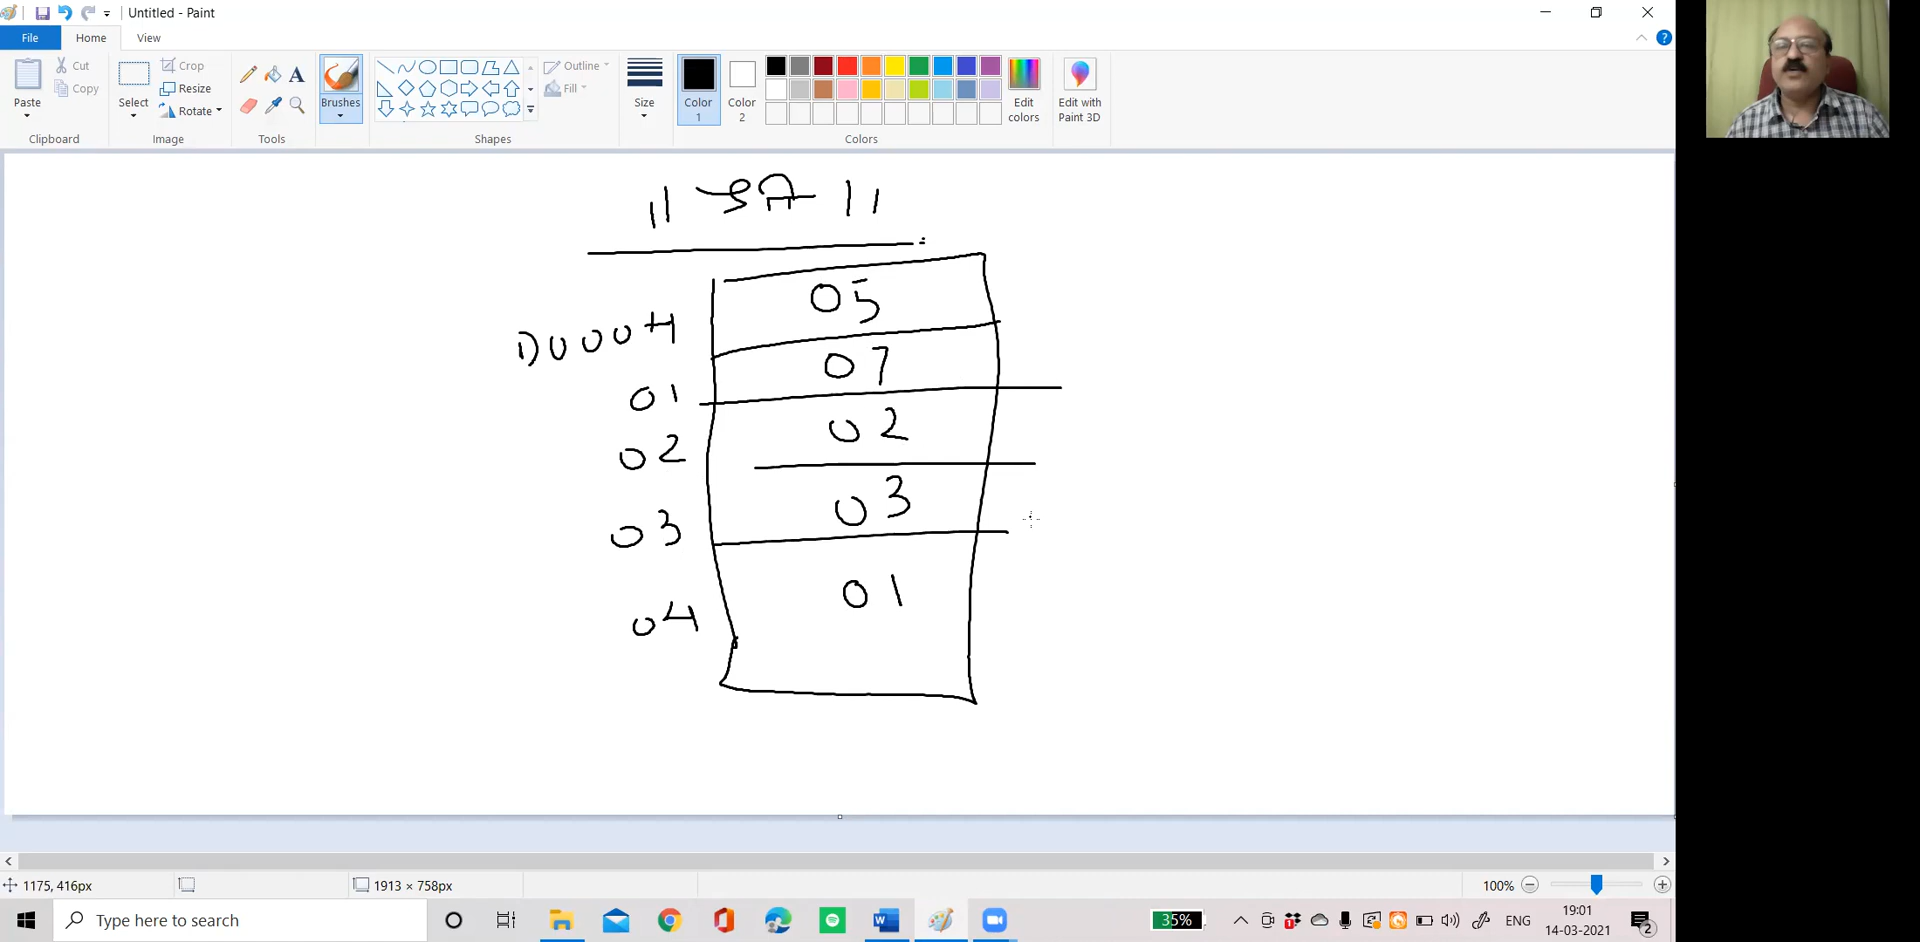 Untitled - Paint
File Home View
Paste
Cut
Copy
Clipboard
Select
Crop
Resize
Rotate
Image
Tools
Brushes
Shapes
Outline
Fill
Size
Color 1
Color 2
Edit colors
Colors
Edit with Paint 3D
D000H 05
01 07
02 02
03 03
04 01
1175, 416px
1913 × 758px
100%
Type here to search
35%
ENG
19:01
14-03-2021
2